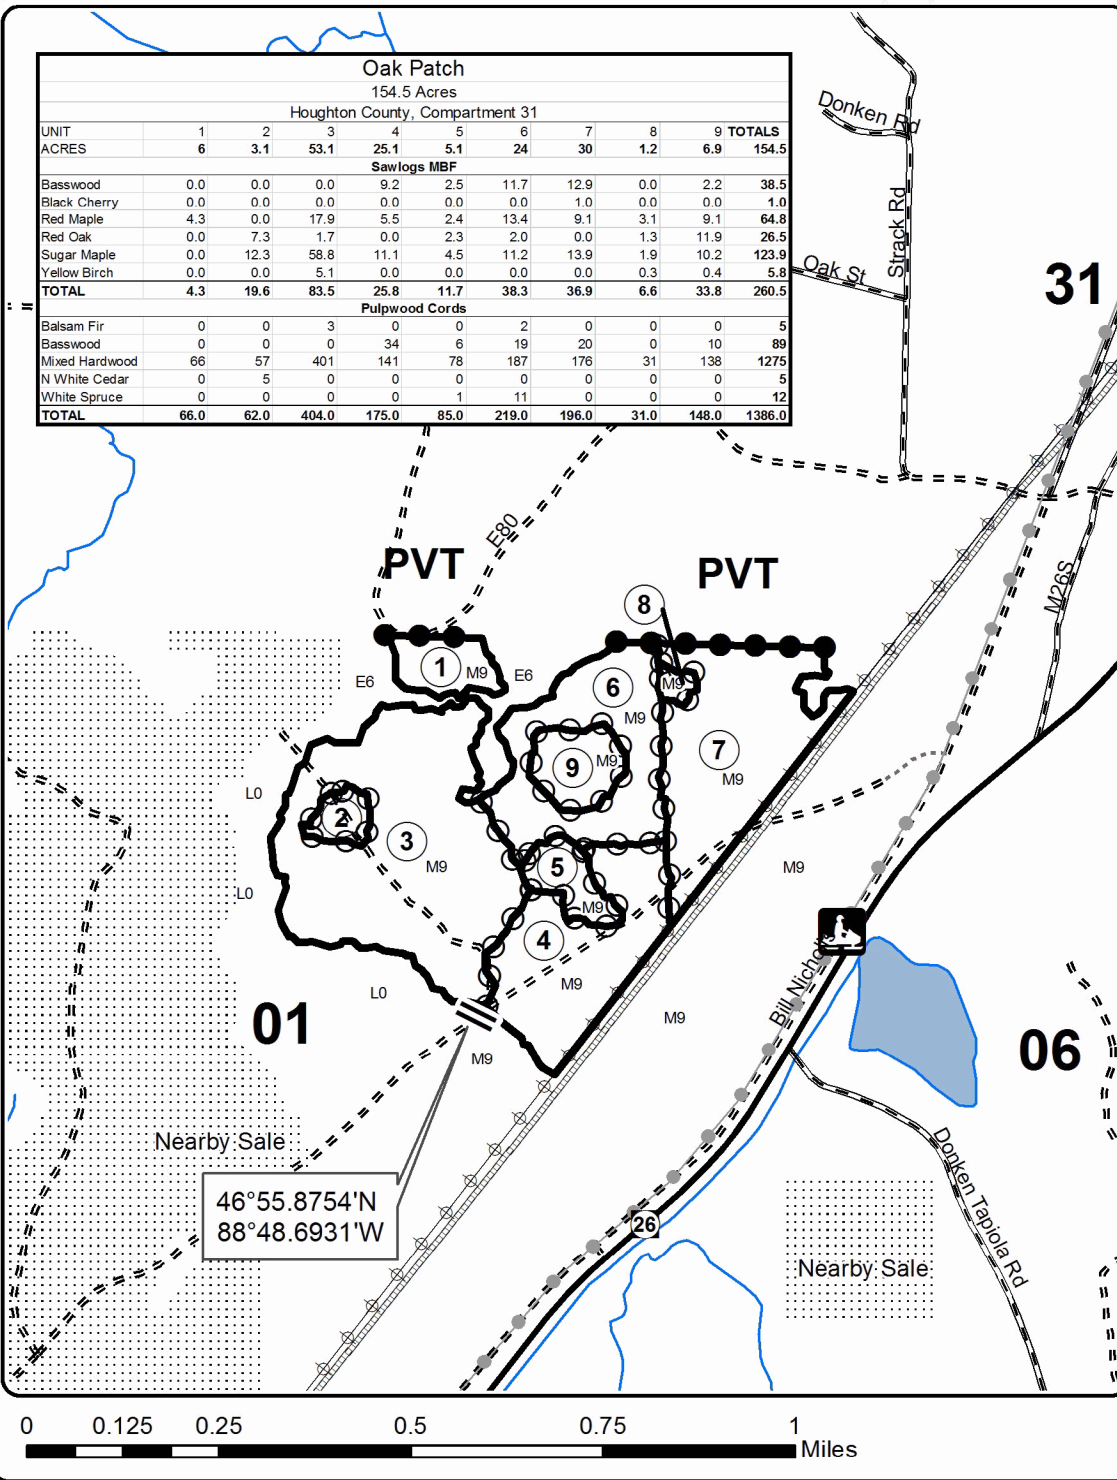 Oak Patch
154.5 Acres
Houghton County, Compartment 31
UNIT 1 2 3 4 5 6 7 8 9 TOTALS
ACRES 6 3.1 53.1 25.1 5.1 24 30 1.2 6.9 154.5
Sawlogs MBF
Basswood 0.0 0.0 0.0 9.2 2.5 11.7 12.9 0.0 2.2 38.5
Black Cherry 0.0 0.0 0.0 0.0 0.0 0.0 1.0 0.0 0.0 1.0
Red Maple 4.3 0.0 17.9 5.5 2.4 13.4 9.1 3.1 9.1 64.8
Red Oak 0.0 7.3 1.7 0.0 2.3 2.0 0.0 1.3 11.9 26.5
Sugar Maple 0.0 12.3 58.8 11.1 4.5 11.2 13.9 1.9 10.2 123.9
Yellow Birch 0.0 0.0 5.1 0.0 0.0 0.0 0.0 0.3 0.4 5.8
TOTAL 4.3 19.6 83.5 25.8 11.7 38.3 36.9 6.6 33.8 260.5
Pulpwood Cords
Balsam Fir 0 0 3 0 0 2 0 0 0 5
Basswood 0 0 0 34 6 19 20 0 10 89
Mixed Hardwood 66 57 401 141 78 187 176 31 138 1275
N White Cedar 0 5 0 0 0 0 0 0 0 5
White Spruce 0 0 0 0 1 11 0 0 0 12
TOTAL 66.0 62.0 404.0 175.0 85.0 219.0 196.0 31.0 148.0 1386.0
Donken Rd
Strack Rd
Oak St
31
E80
PVT
PVT
M26S
8
1
M9
E6
E6
6
M9
M9
7
M9
9
M9
L0
2
3
M9
5
M9
M9
L0
4
M9
L0
01
M9
M9
Bill Nicholls
06
Nearby Sale
46°55.8754'N
88°48.6931'W
26
Donken Tapiola Rd
Nearby Sale
0 0.125 0.25 0.5 0.75 1
Miles